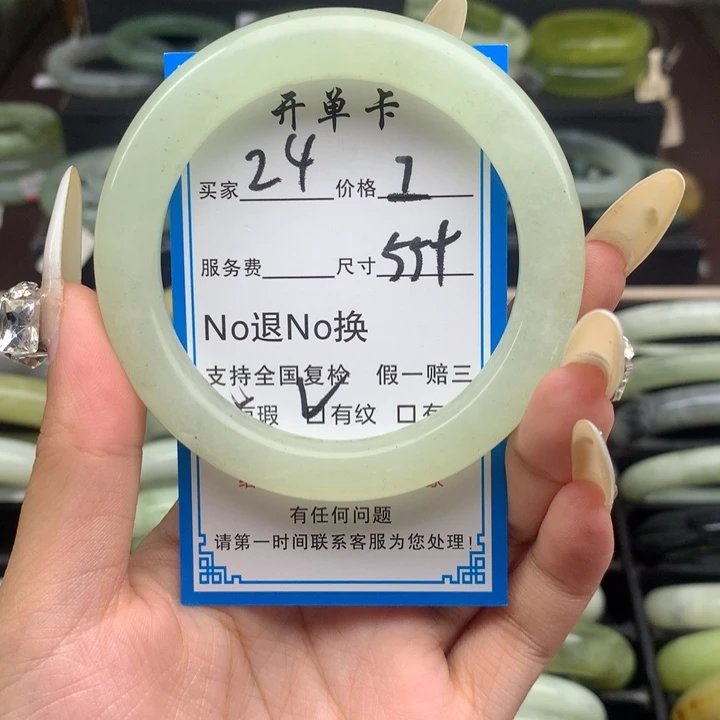 开单卡
买家 24 价格 1
服务费 尺寸 55+
No退No换
支持全国复检 假一赔三
瑕 ☑有纹 □有
有任何问题
请第一时间联系客服为您处理!